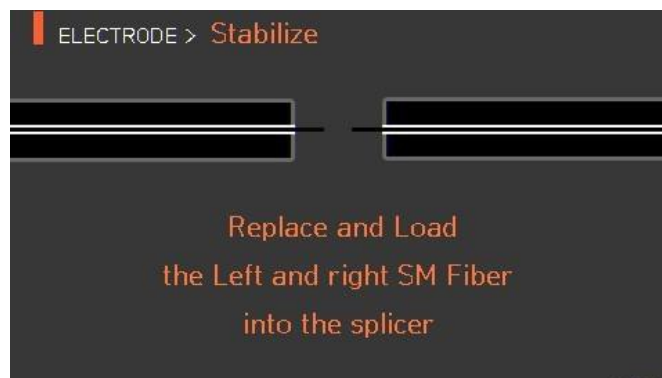 ELECTRODE > Stabilize
Replace and Load
the Left and right SM Fiber
into the splicer